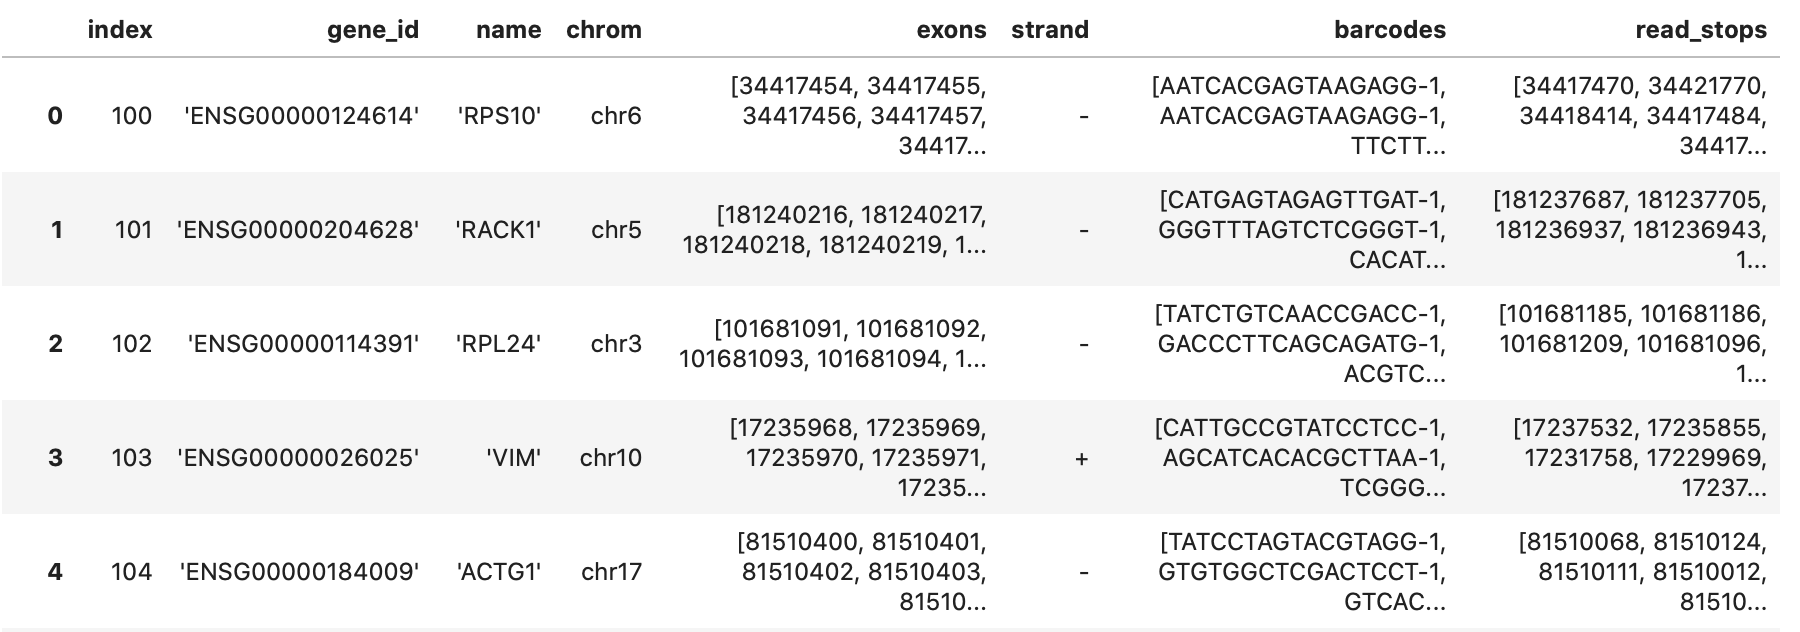 index gene_id name chrom exons strand barcodes read_stops
[34417454, 34417455, [AATCACGAGTAAGAGG-1, [34417470, 34421770,
0 100 'ENSG00000124614' 'RPS10' chr6 34417456, 34417457, - AATCACGAGTAAGAGG-1, 34418414, 34417484,
34417... TTCTT... 34417...
[CATGAGTAGAGTTGAT-1, [181237687, 181237705,
[181240216, 181240217,
1 101 'ENSG00000204628' 'RACK1' chr5 - GGGTTTAGTCTCGGGT-1, 181236937, 181236943,
181240218, 181240219, 1...
CACAT... 1...
[TATCTGTCAACCGACC-1, [101681185, 101681186,
[101681091, 101681092,
2 102 'ENSG00000114391' 'RPL24' chr3 - GACCCTTCAGCAGATG-1, 101681209, 101681096,
101681093, 101681094, 1...
ACGTC... 1...
[17235968, 17235969, [CATTGCCGTATCCTCC-1, [17237532, 17235855,
3 103 'ENSG00000026025' 'VIM' chr10 17235970, 17235971, + AGCATCACACGCTTAA-1, 17231758, 17229969,
17235... TCGGG... 17237...
[81510400, 81510401, [TATCCTAGTACGTAGG-1, [81510068, 81510124,
4 104 'ENSG00000184009' 'ACTG1' chr17 81510402, 81510403, - GTGTGGCTCGACTCCT-1, 81510111, 81510012,
81510... GTCAC... 81510...